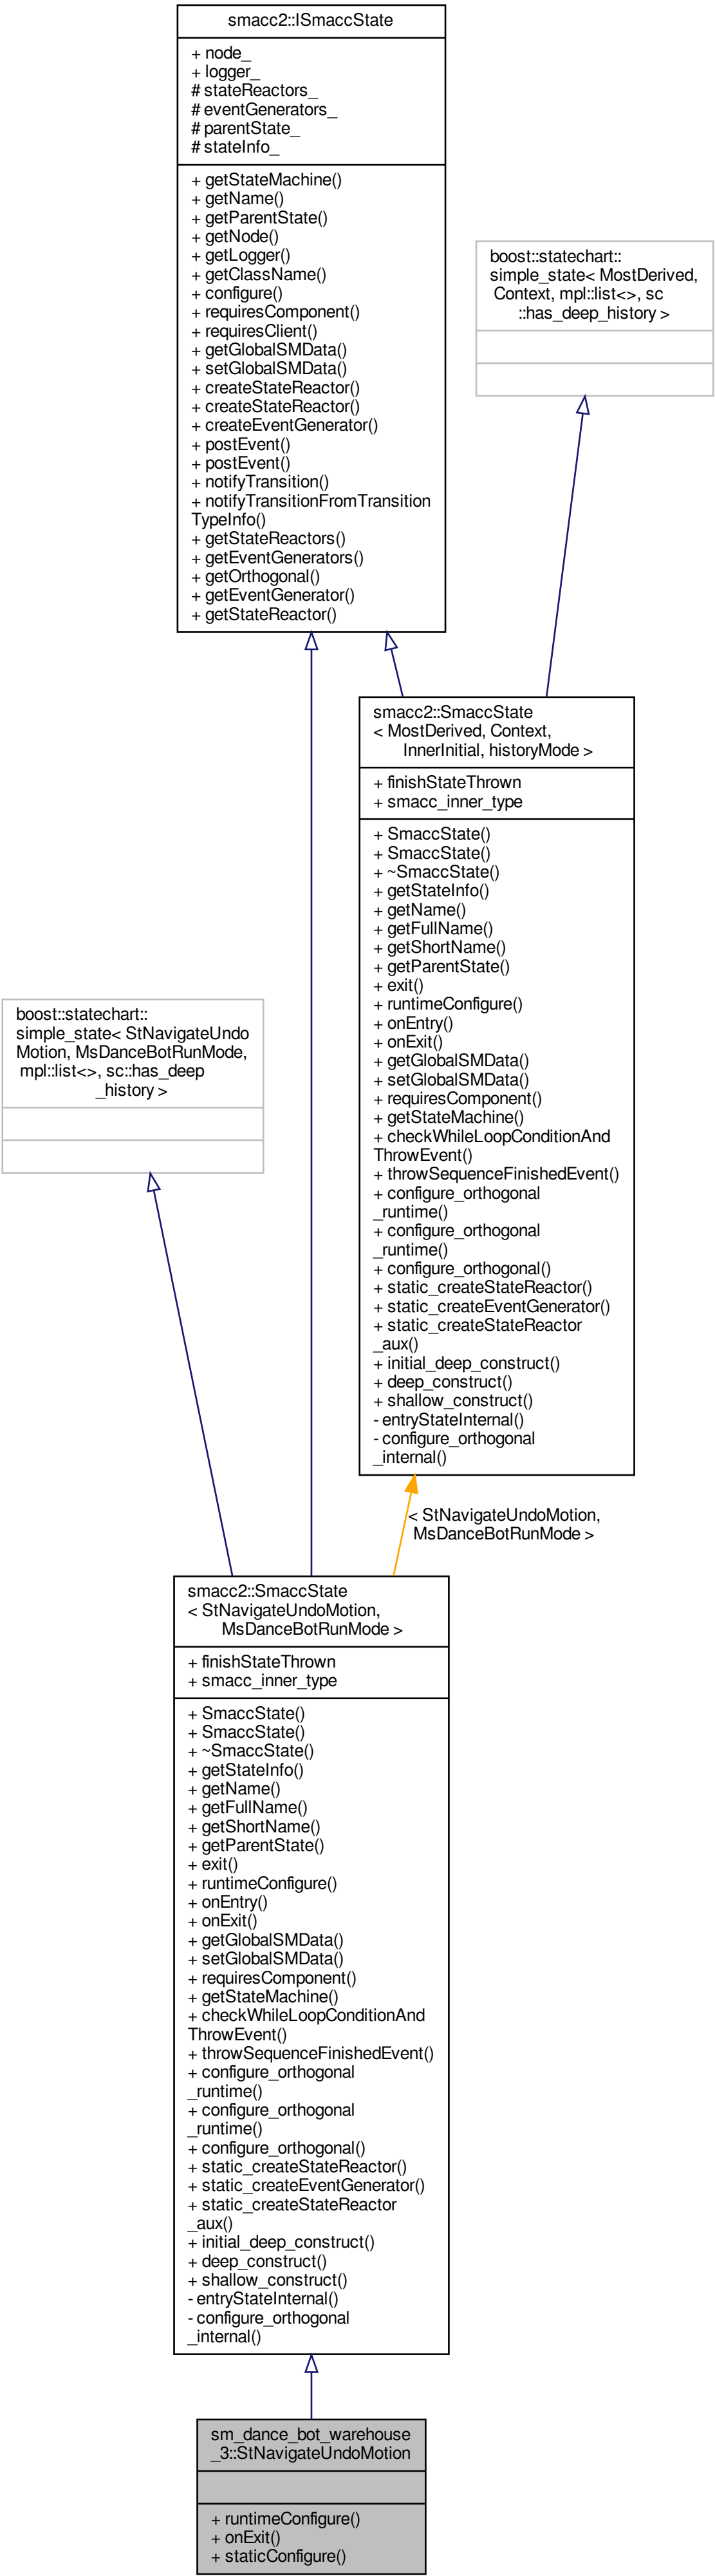 smacc2::ISmaccState
+ node_
+ logger_
# stateReactors_
# eventGenerators_
# parentState_
# stateInfo_
+ getStateMachine()
+ getName()
+ getParentState()
+ getNode()
+ getLogger()
+ getClassName()
+ configure()
+ requiresComponent()
+ requiresClient()
+ getGlobalSMData()
+ setGlobalSMData()
+ createStateReactor()
+ createStateReactor()
+ createEventGenerator()
+ postEvent()
+ postEvent()
+ notifyTransition()
+ notifyTransitionFromTransition
TypeInfo()
+ getStateReactors()
+ getEventGenerators()
+ getOrthogonal()
+ getEventGenerator()
+ getStateReactor()
boost::statechart::
simple_state< MostDerived,
Context, mpl::list<>, sc
::has_deep_history >
smacc2::SmaccState
< MostDerived, Context,
InnerInitial, historyMode >
+ finishStateThrown
+ smacc_inner_type
+ SmaccState()
+ SmaccState()
+ ~SmaccState()
+ getStateInfo()
+ getName()
+ getFullName()
+ getShortName()
+ getParentState()
+ exit()
+ runtimeConfigure()
+ onEntry()
+ onExit()
+ getGlobalSMData()
+ setGlobalSMData()
+ requiresComponent()
+ getStateMachine()
+ checkWhileLoopConditionAnd
ThrowEvent()
+ throwSequenceFinishedEvent()
+ configure_orthogonal
_runtime()
+ configure_orthogonal
_runtime()
+ configure_orthogonal()
+ static_createStateReactor()
+ static_createEventGenerator()
+ static_createStateReactor
_aux()
+ initial_deep_construct()
+ deep_construct()
+ shallow_construct()
- entryStateInternal()
- configure_orthogonal
_internal()
boost::statechart::
simple_state< StNavigateUndo
Motion, MsDanceBotRunMode,
mpl::list<>, sc::has_deep
_history >
< StNavigateUndoMotion,
MsDanceBotRunMode >
smacc2::SmaccState
< StNavigateUndoMotion,
MsDanceBotRunMode >
+ finishStateThrown
+ smacc_inner_type
+ SmaccState()
+ SmaccState()
+ ~SmaccState()
+ getStateInfo()
+ getName()
+ getFullName()
+ getShortName()
+ getParentState()
+ exit()
+ runtimeConfigure()
+ onEntry()
+ onExit()
+ getGlobalSMData()
+ setGlobalSMData()
+ requiresComponent()
+ getStateMachine()
+ checkWhileLoopConditionAnd
ThrowEvent()
+ throwSequenceFinishedEvent()
+ configure_orthogonal
_runtime()
+ configure_orthogonal
_runtime()
+ configure_orthogonal()
+ static_createStateReactor()
+ static_createEventGenerator()
+ static_createStateReactor
_aux()
+ initial_deep_construct()
+ deep_construct()
+ shallow_construct()
- entryStateInternal()
- configure_orthogonal
_internal()
sm_dance_bot_warehouse
_3::StNavigateUndoMotion
+ runtimeConfigure()
+ onExit()
+ staticConfigure()